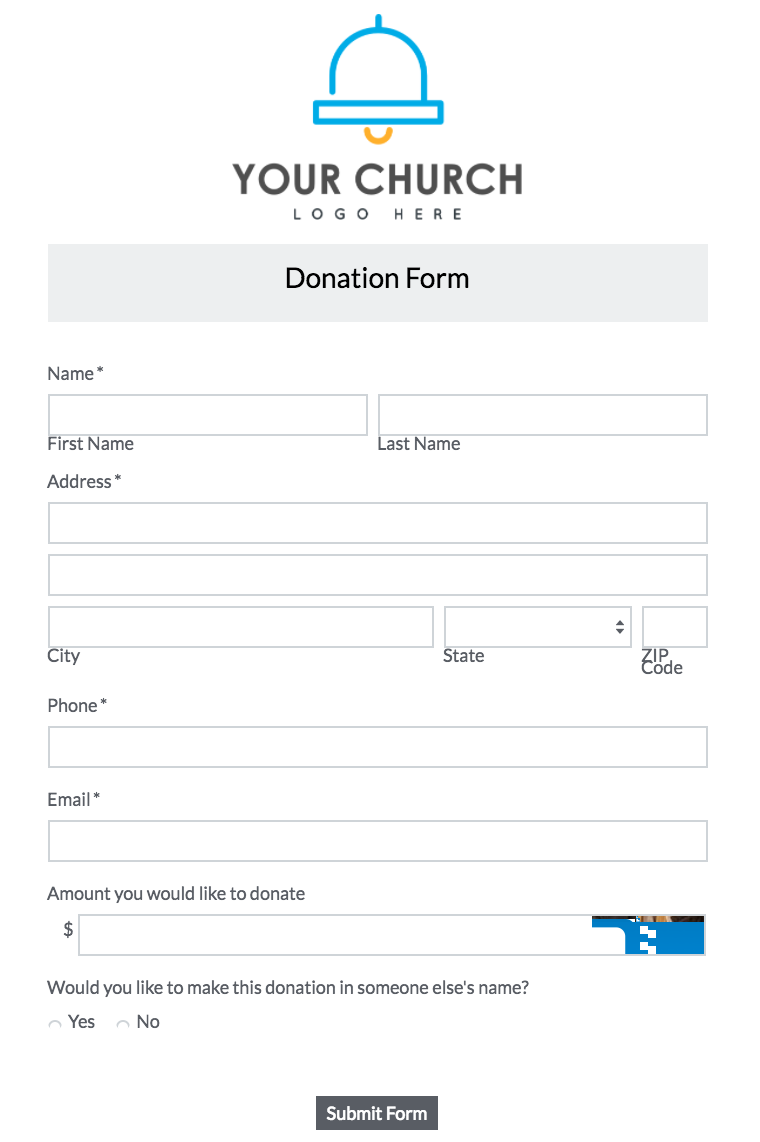 YOUR CHURCH
LOGO HERE
Donation Form
Name*
First Name Last Name
Address*
City State ZIP
Code
Phone*
Email*
Amount you would like to donate
$
Would you like to make this donation in someone else's name?
Yes No
Submit Form